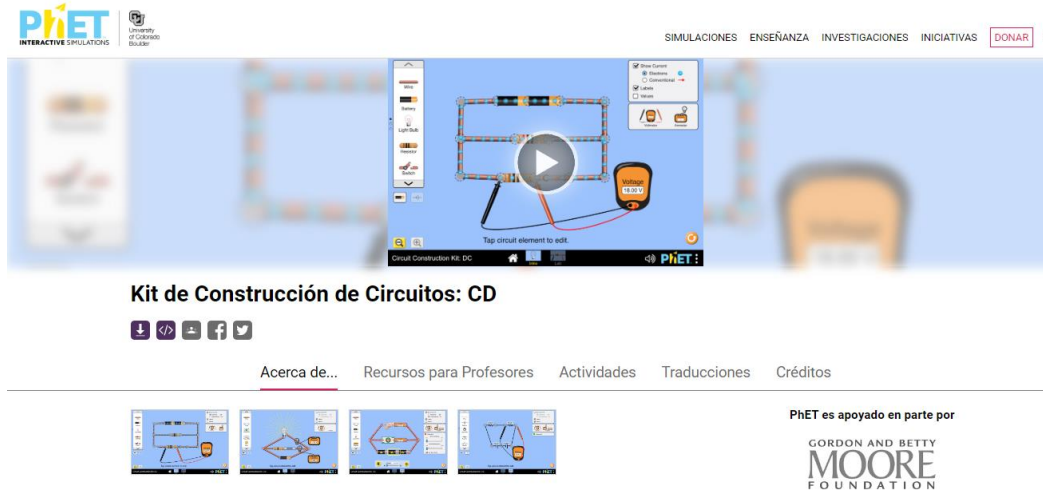 PhET
INTERACTIVE SIMULATIONS
University
of Colorado
Boulder
SIMULACIONES ENSEÑANZA INVESTIGACIONES INICIATIVAS DONAR
Wire
Battery
Light Bulb
Resistor
Switch
Show Current
Electrons
Conventional
Labels
Values
Voltage
Tap circuit element to edit.
Circuit Construction Kit: DC
PhET
Kit de Construcción de Circuitos: CD
Acerca de... Recursos para Profesores Actividades Traducciones Créditos
PhET es apoyado en parte por
GORDON AND BETTY
MOORE
FOUNDATION